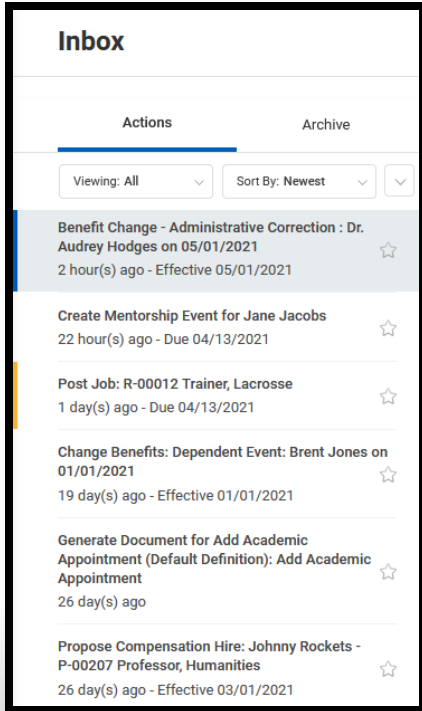 Inbox
Actions
Archive
Viewing: All
Sort By: Newest
Benefit Change - Administrative Correction : Dr.
Audrey Hodges on 05/01/2021
2 hour(s) ago - Effective 05/01/2021
Create Mentorship Event for Jane Jacobs
22 hour(s) ago - Due 04/13/2021
Post Job: R-00012 Trainer, Lacrosse
1 day(s) ago - Due 04/13/2021
Change Benefits: Dependent Event: Brent Jones on
01/01/2021
19 day(s) ago - Effective 01/01/2021
Generate Document for Add Academic
Appointment (Default Definition): Add Academic
Appointment
26 day(s) ago
Propose Compensation Hire: Johnny Rockets -
P-00207 Professor, Humanities
26 day(s) ago - Effective 03/01/2021